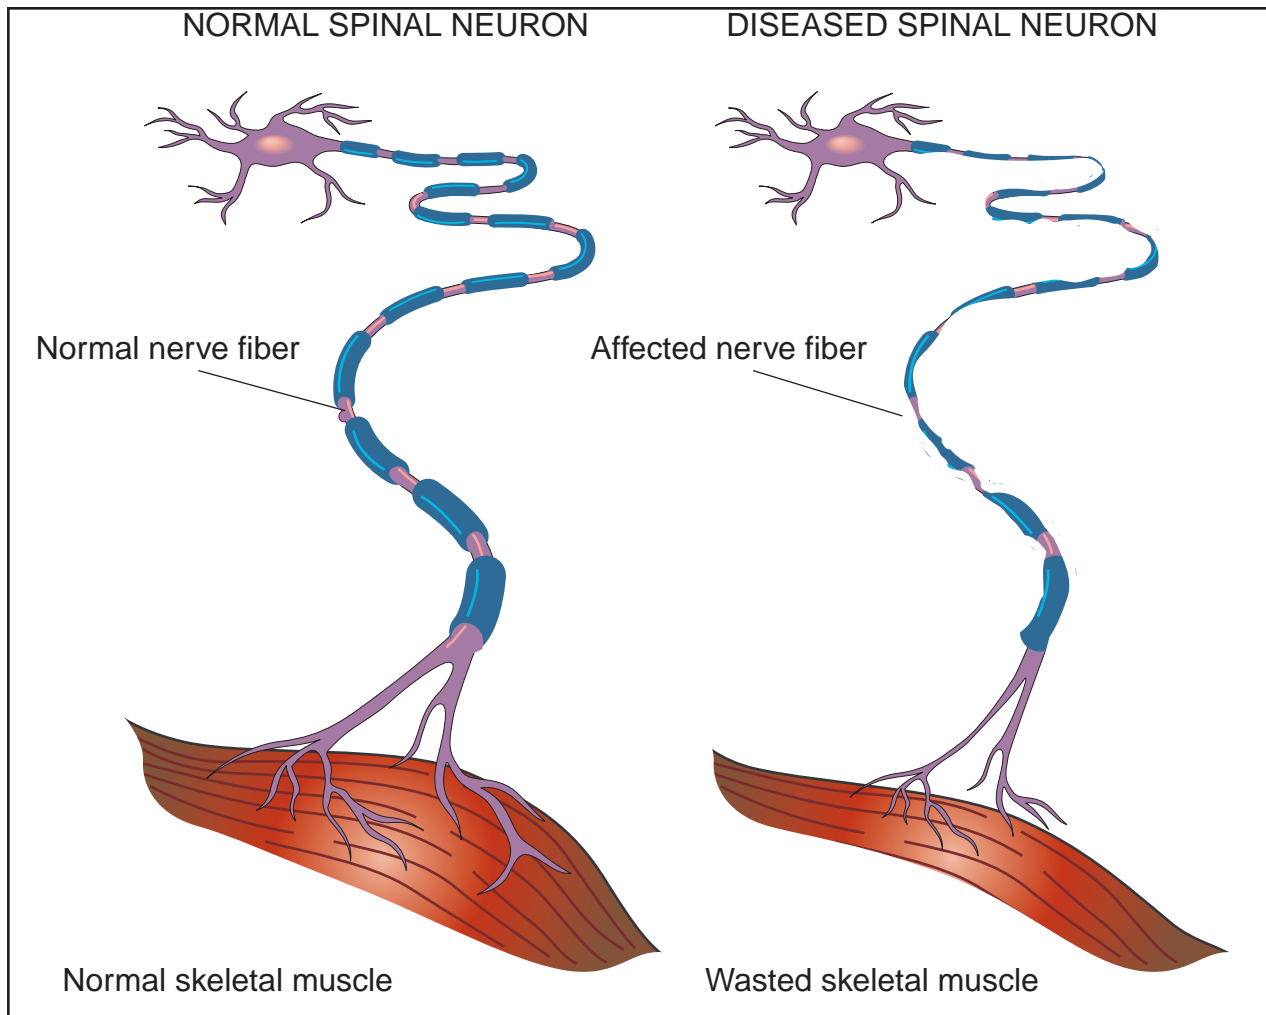 NORMAL SPINAL NEURON
DISEASED SPINAL NEURON
Normal nerve fiber
Affected nerve fiber
Normal skeletal muscle
Wasted skeletal muscle